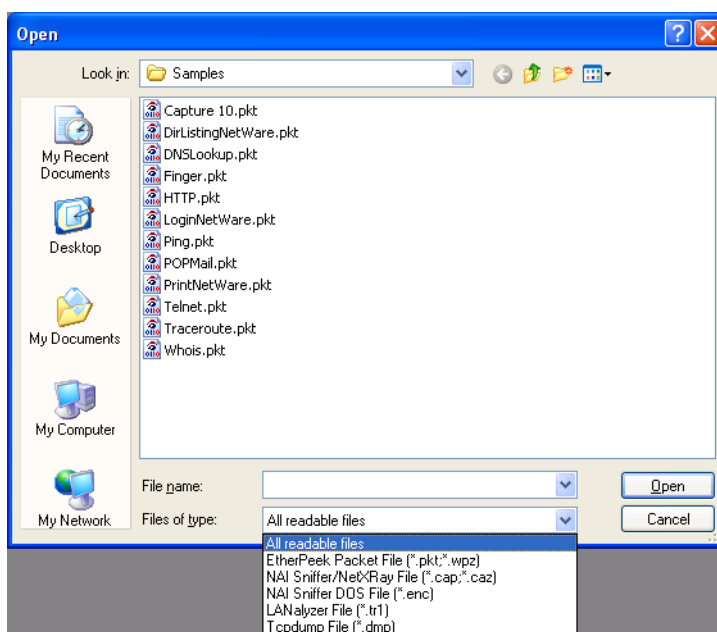 Open
Look in: Samples
Capture 10.pkt
DirListingNetWare.pkt
DNSLookup.pkt
Finger.pkt
HTTP.pkt
LoginNetWare.pkt
Ping.pkt
POPMail.pkt
PrintNetWare.pkt
Telnet.pkt
Traceroute.pkt
Whois.pkt
My Recent
Documents
Desktop
My Documents
My Computer
My Network
File name:
Open
Files of type: All readable files
Cancel
All readable files
EtherPeek Packet File (*.pkt;*.wpz)
NAI Sniffer/NetXRay File (*.cap;*.caz)
NAI Sniffer DOS File (*.enc)
LANalyzer File (*.tr1)
Tcpdump File (*.dmp)